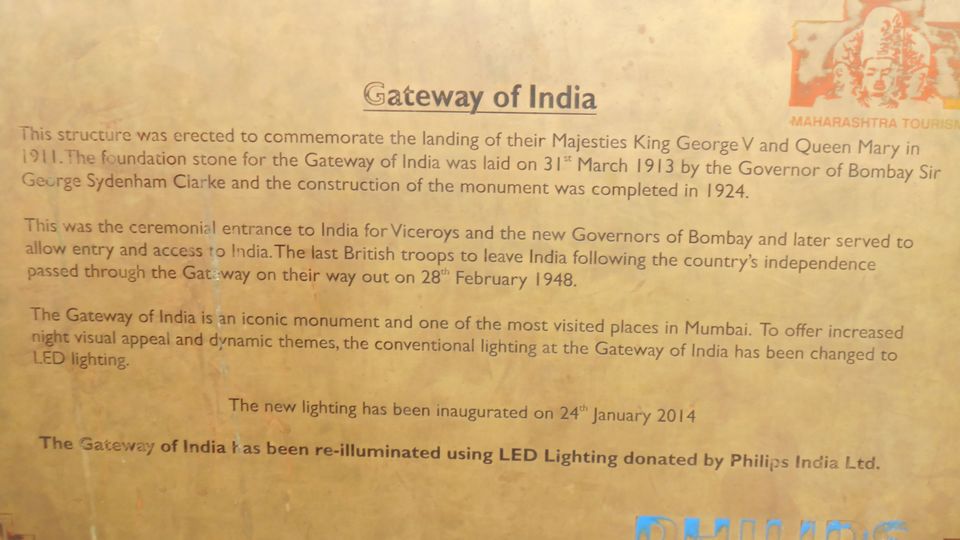 MAHARASHTRA TOURISM
Gateway of India
This structure was erected to commemorate the landing of their Majesties King George V and Queen Mary in
1911. The foundation stone for the Gateway of India was laid on 31st March 1913 by the Governor of Bombay Sir
George Sydenham Clarke and the construction of the monument was completed in 1924.
This was the ceremonial entrance to India for Viceroys and the new Governors of Bombay and later served to
allow entry and access to India. The last British troops to leave India following the country's independence
passed through the Gateway on their way out on 28th February 1948.
The Gateway of India is an iconic monument and one of the most visited places in Mumbai. To offer increased
night visual appeal and dynamic themes, the conventional lighting at the Gateway of India has been changed to
LED lighting.
The new lighting has been inaugurated on 24th January 2014
The Gateway of India has been re-illuminated using LED Lighting donated by Philips India Ltd.
PHILIPS